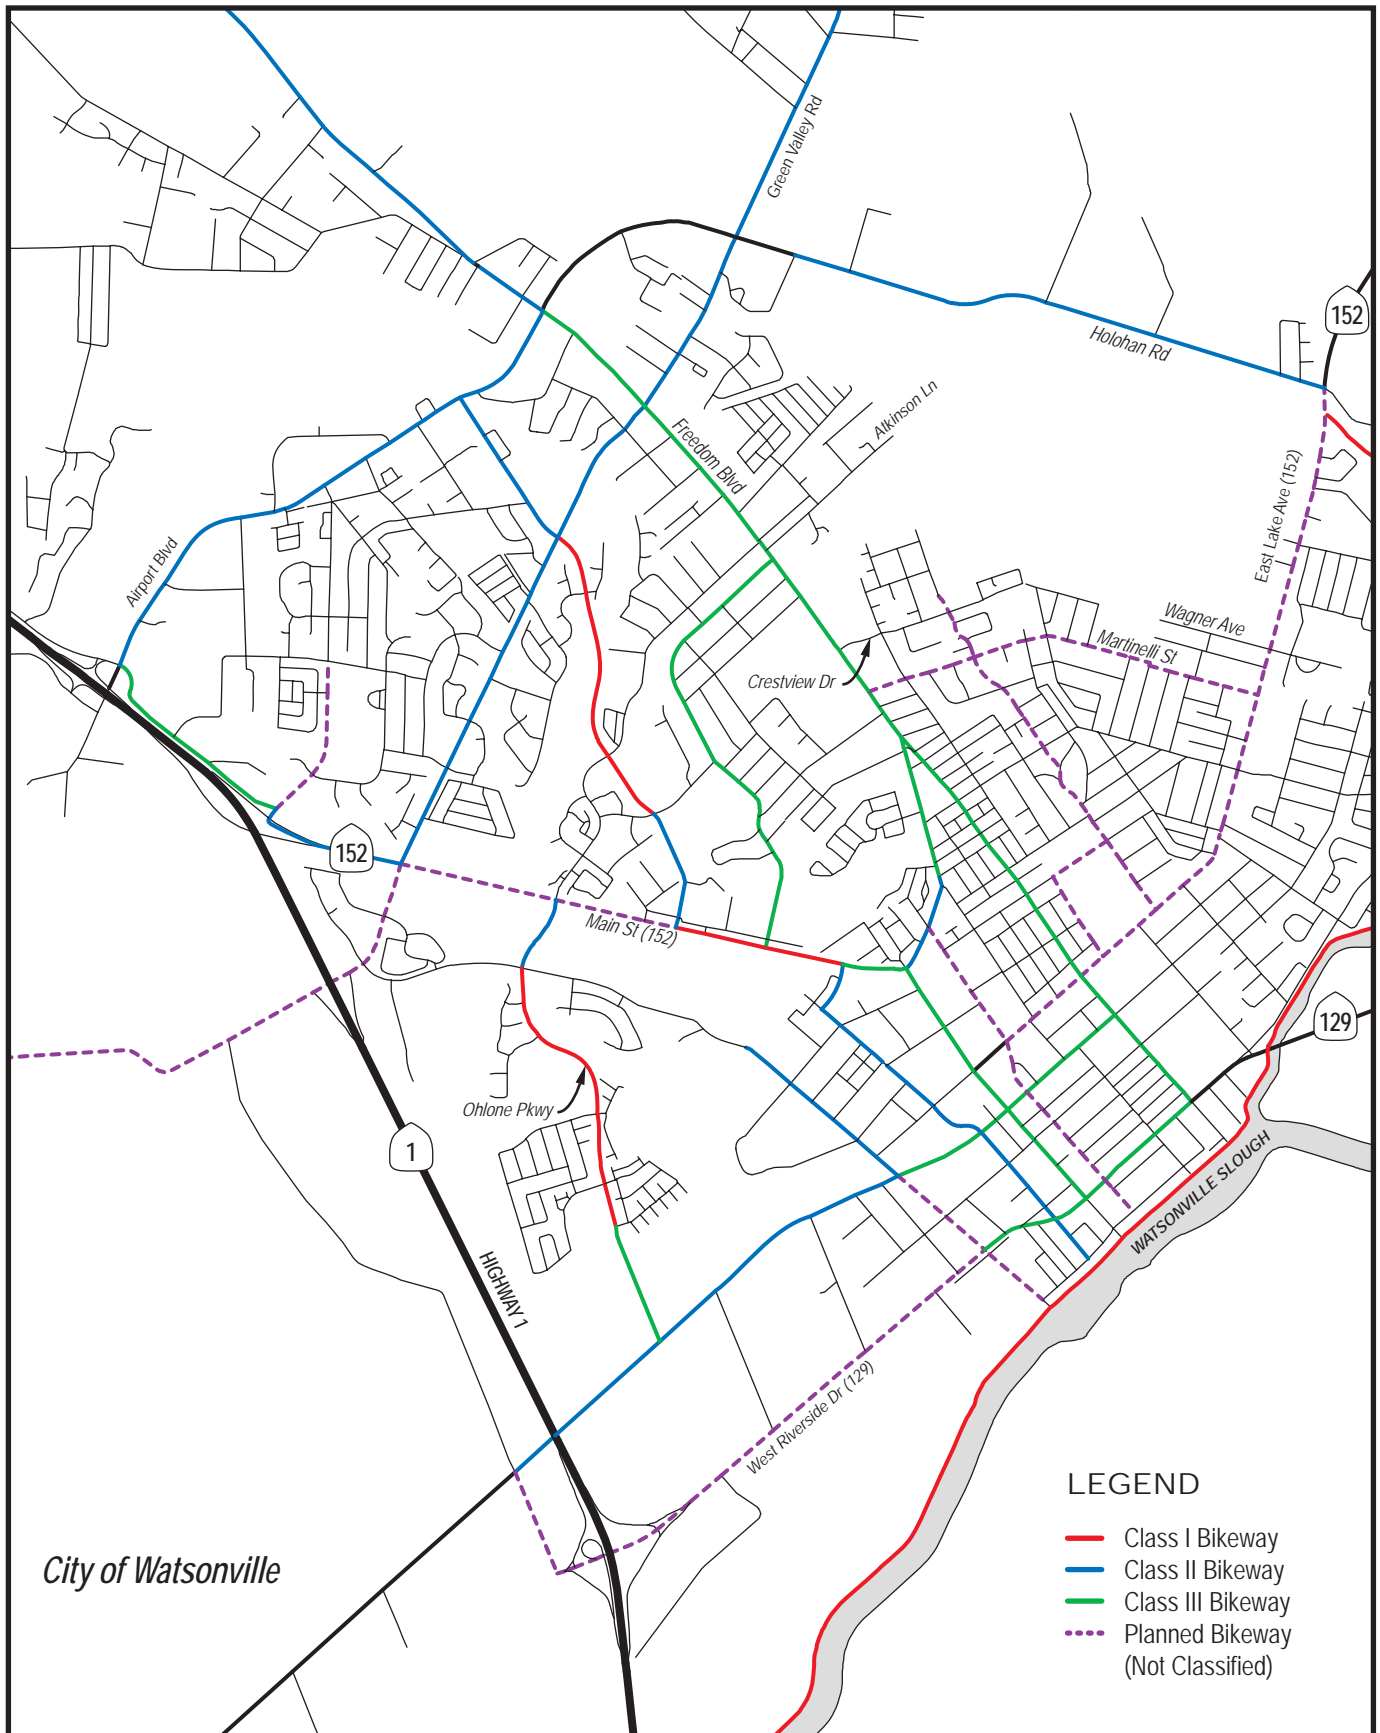 Green Valley Rd
152
Holohan Rd
Atkinson Ln
Freedom Blvd
East Lake Ave (152)
Airport Blvd
Wagner Ave
Martinelli St
Crestview Dr
152
Main St (152)
129
Ohlone Pkwy
1
WATSONVILLE SLOUGH
HIGHWAY 1
West Riverside Dr (129)
LEGEND
Class I Bikeway
Class II Bikeway
Class III Bikeway
Planned Bikeway
(Not Classified)
City of Watsonville